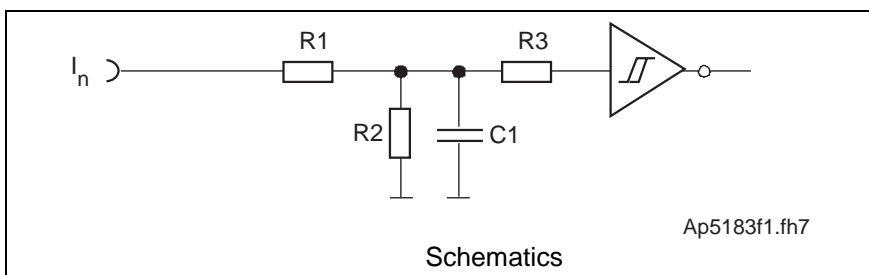 R1
R3
In
R2
C1
Ap5183f1.fh7
Schematics